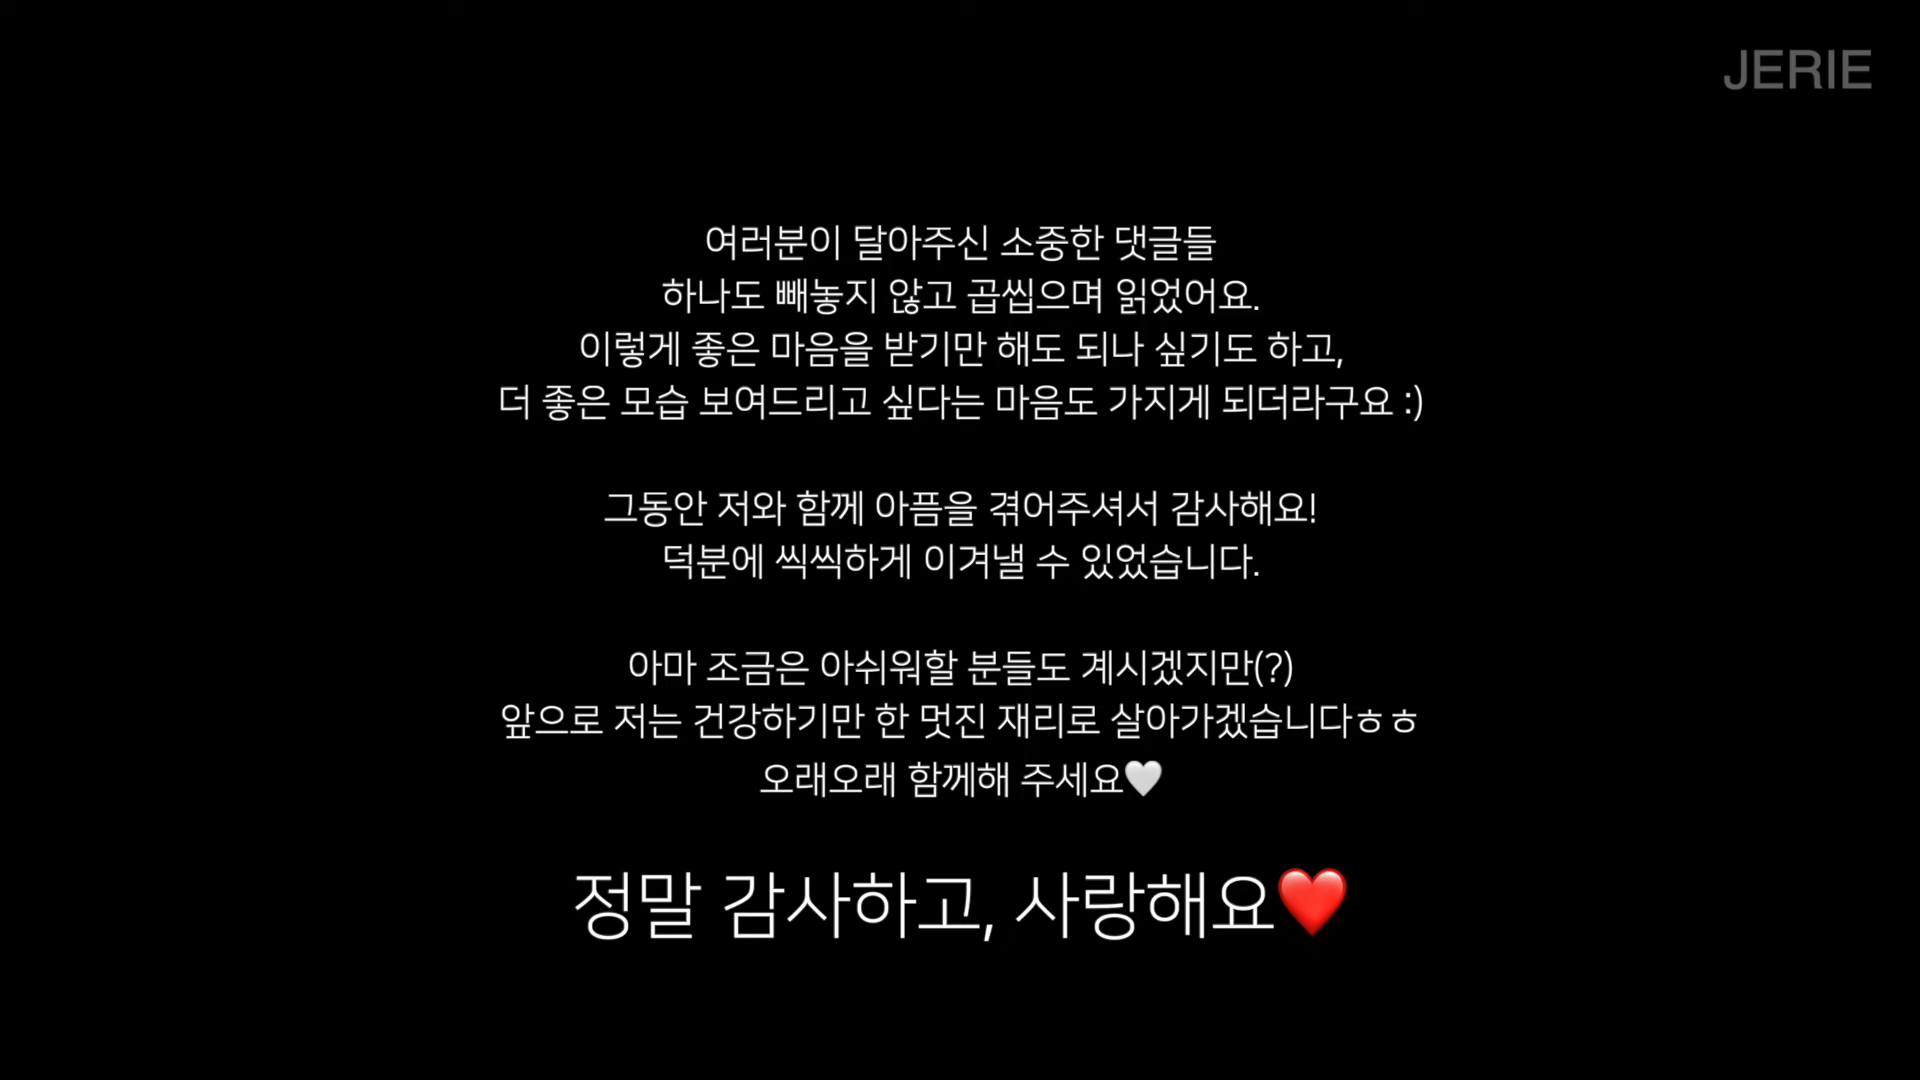 JERIE
여러분이 달아주신 소중한 댓글들
하나도 빼놓지 않고 곱씹으며 읽었어요.
이렇게 좋은 마음을 받기만 해도 되나 싶기도 하고,
더 좋은 모습 보여드리고 싶다는 마음도 가지게 되더라구요 :)
그동안 저와 함께 아픔을 겪어주셔서 감사해요!
덕분에 씩씩하게 이겨낼 수 있었습니다.
아마 조금은 아쉬워할 분들도 계시겠지만(?)
앞으로 저는 건강하기만 한 멋진 재리로 살아가겠습니다ㅎㅎ
오래오래 함께해 주세요🤍
정말 감사하고, 사랑해요❤️